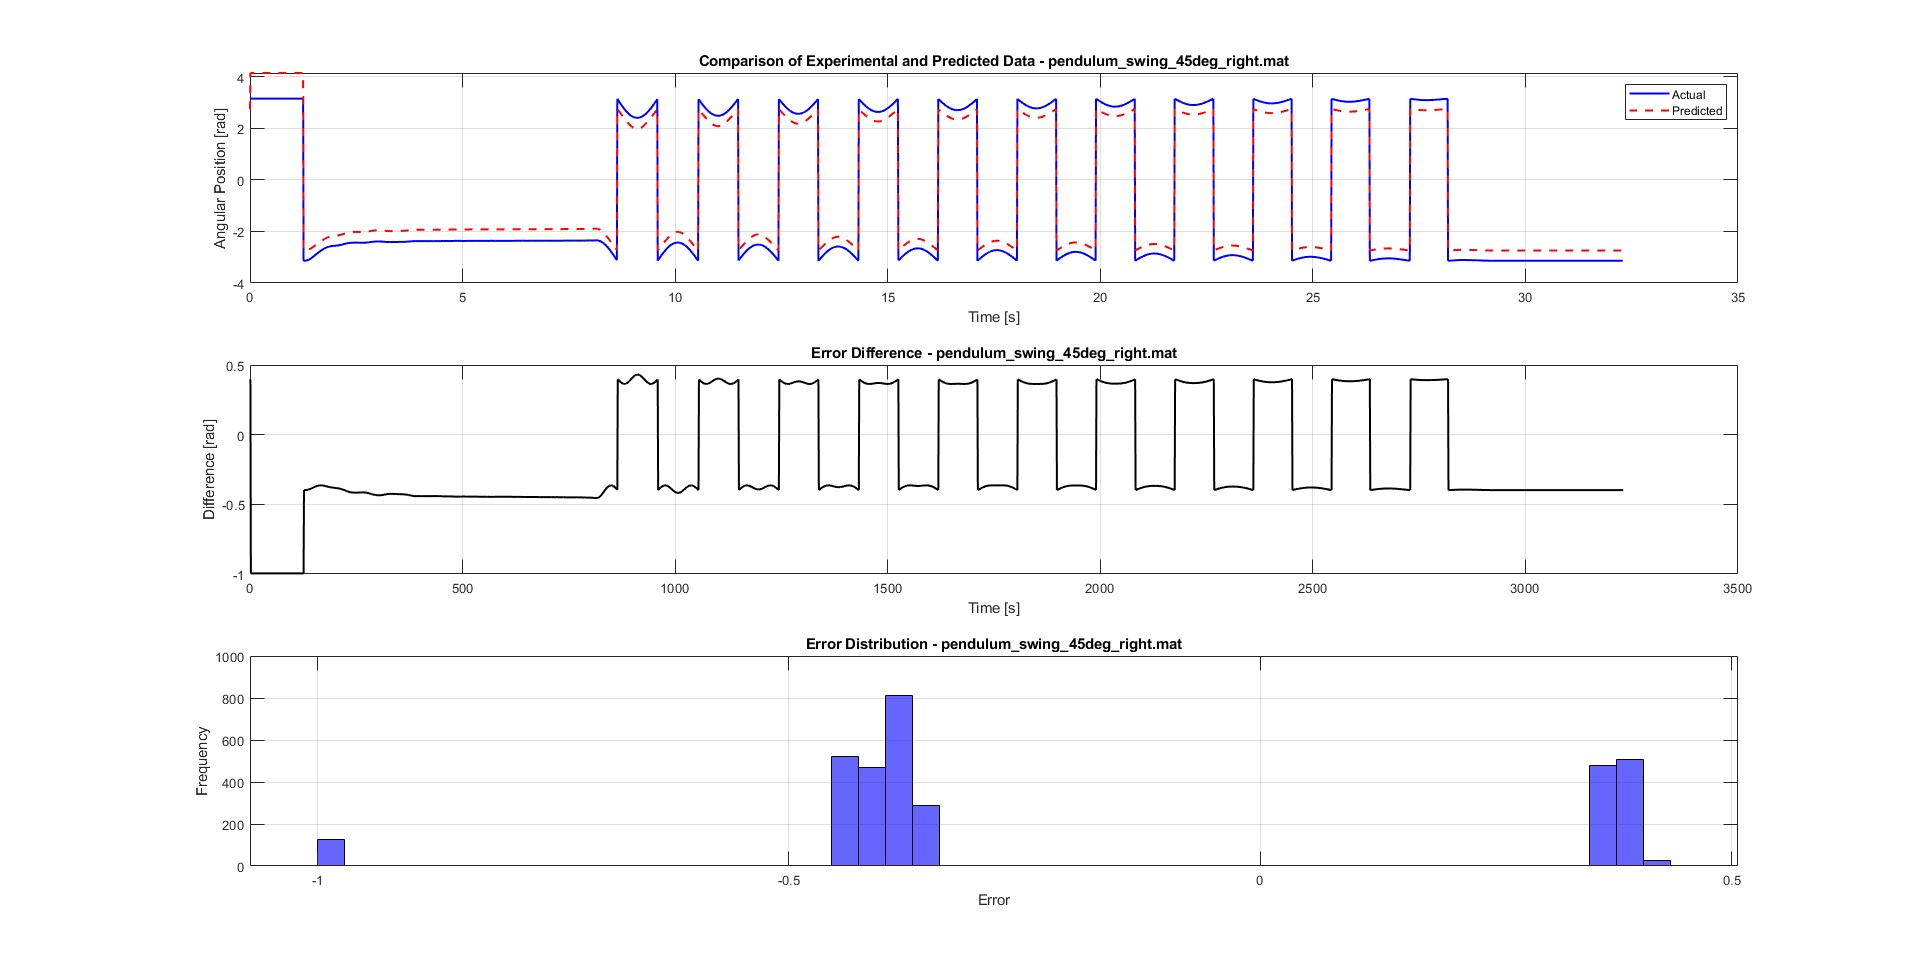 Comparison of Experimental and Predicted Data - pendulum_swing_45deg_right.mat
Angular Position [rad]
4
2
0
-2
-4
Actual
Predicted
0 5 10 15 20 25 30 35
Time [s]
Error Difference - pendulum_swing_45deg_right.mat
Difference [rad]
0.5
0
-0.5
-1
0 500 1000 1500 2000 2500 3000 3500
Time [s]
Error Distribution - pendulum_swing_45deg_right.mat
Frequency
1000
800
600
400
200
0
-1 -0.5 0 0.5
Error